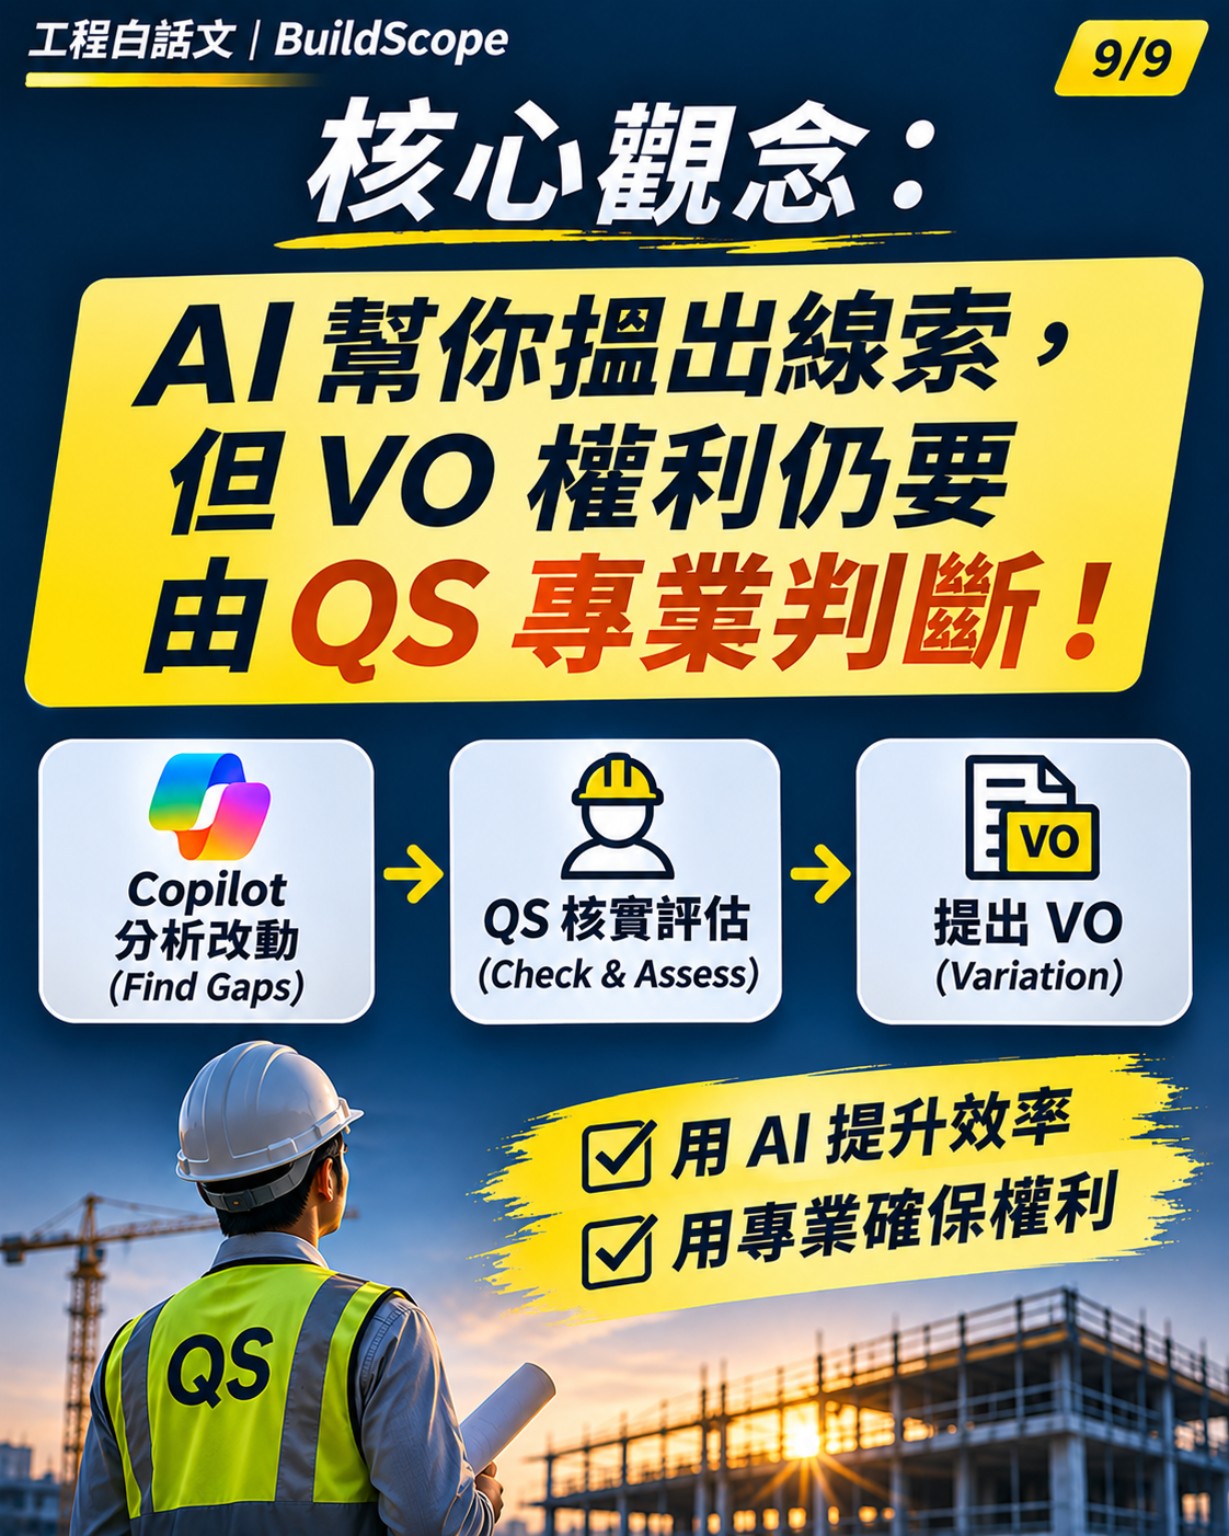 工程白話文 | BuildScope
9/9
核心觀念：
AI 幫你搵出線索，
但 VO 權利仍要
由 QS 專業判斷！
Copilot
分析改動
(Find Gaps)
QS 核實評估
(Check & Assess)
VO
提出 VO
(Variation)
用 AI 提升效率
用專業確保權利
QS